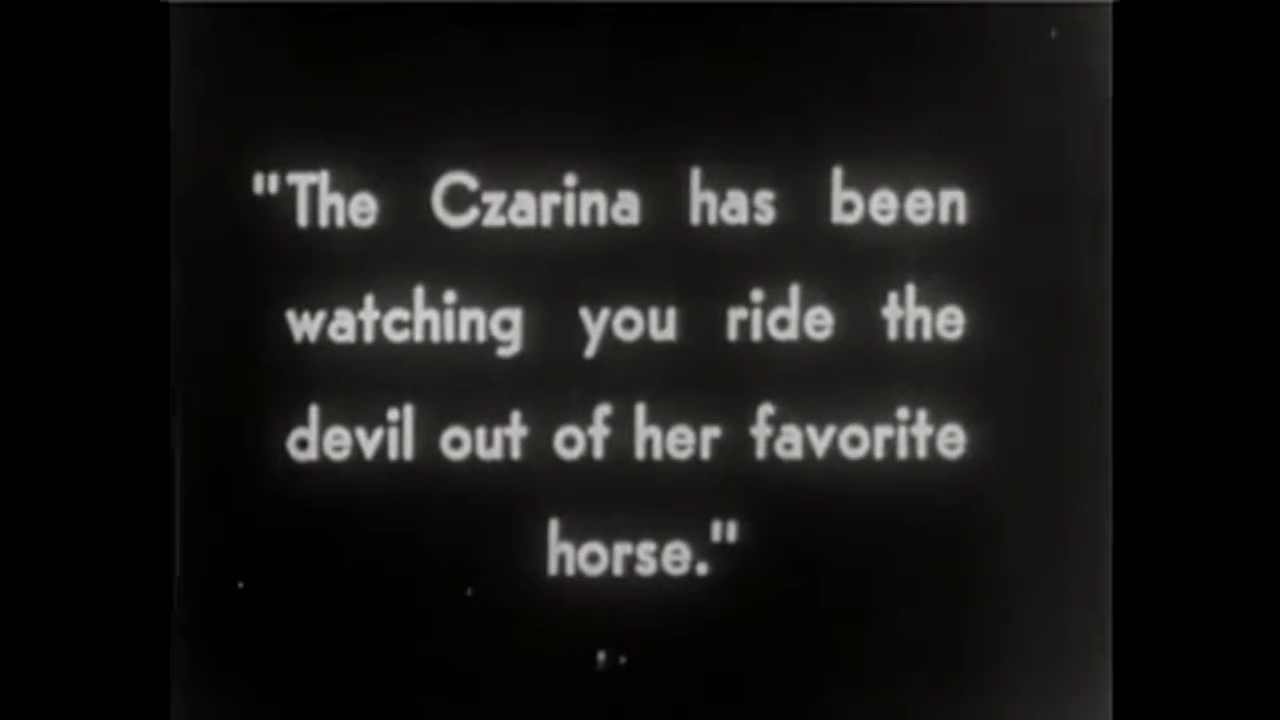 "The Czarina has been
watching you ride the
devil out of her favorite
horse."